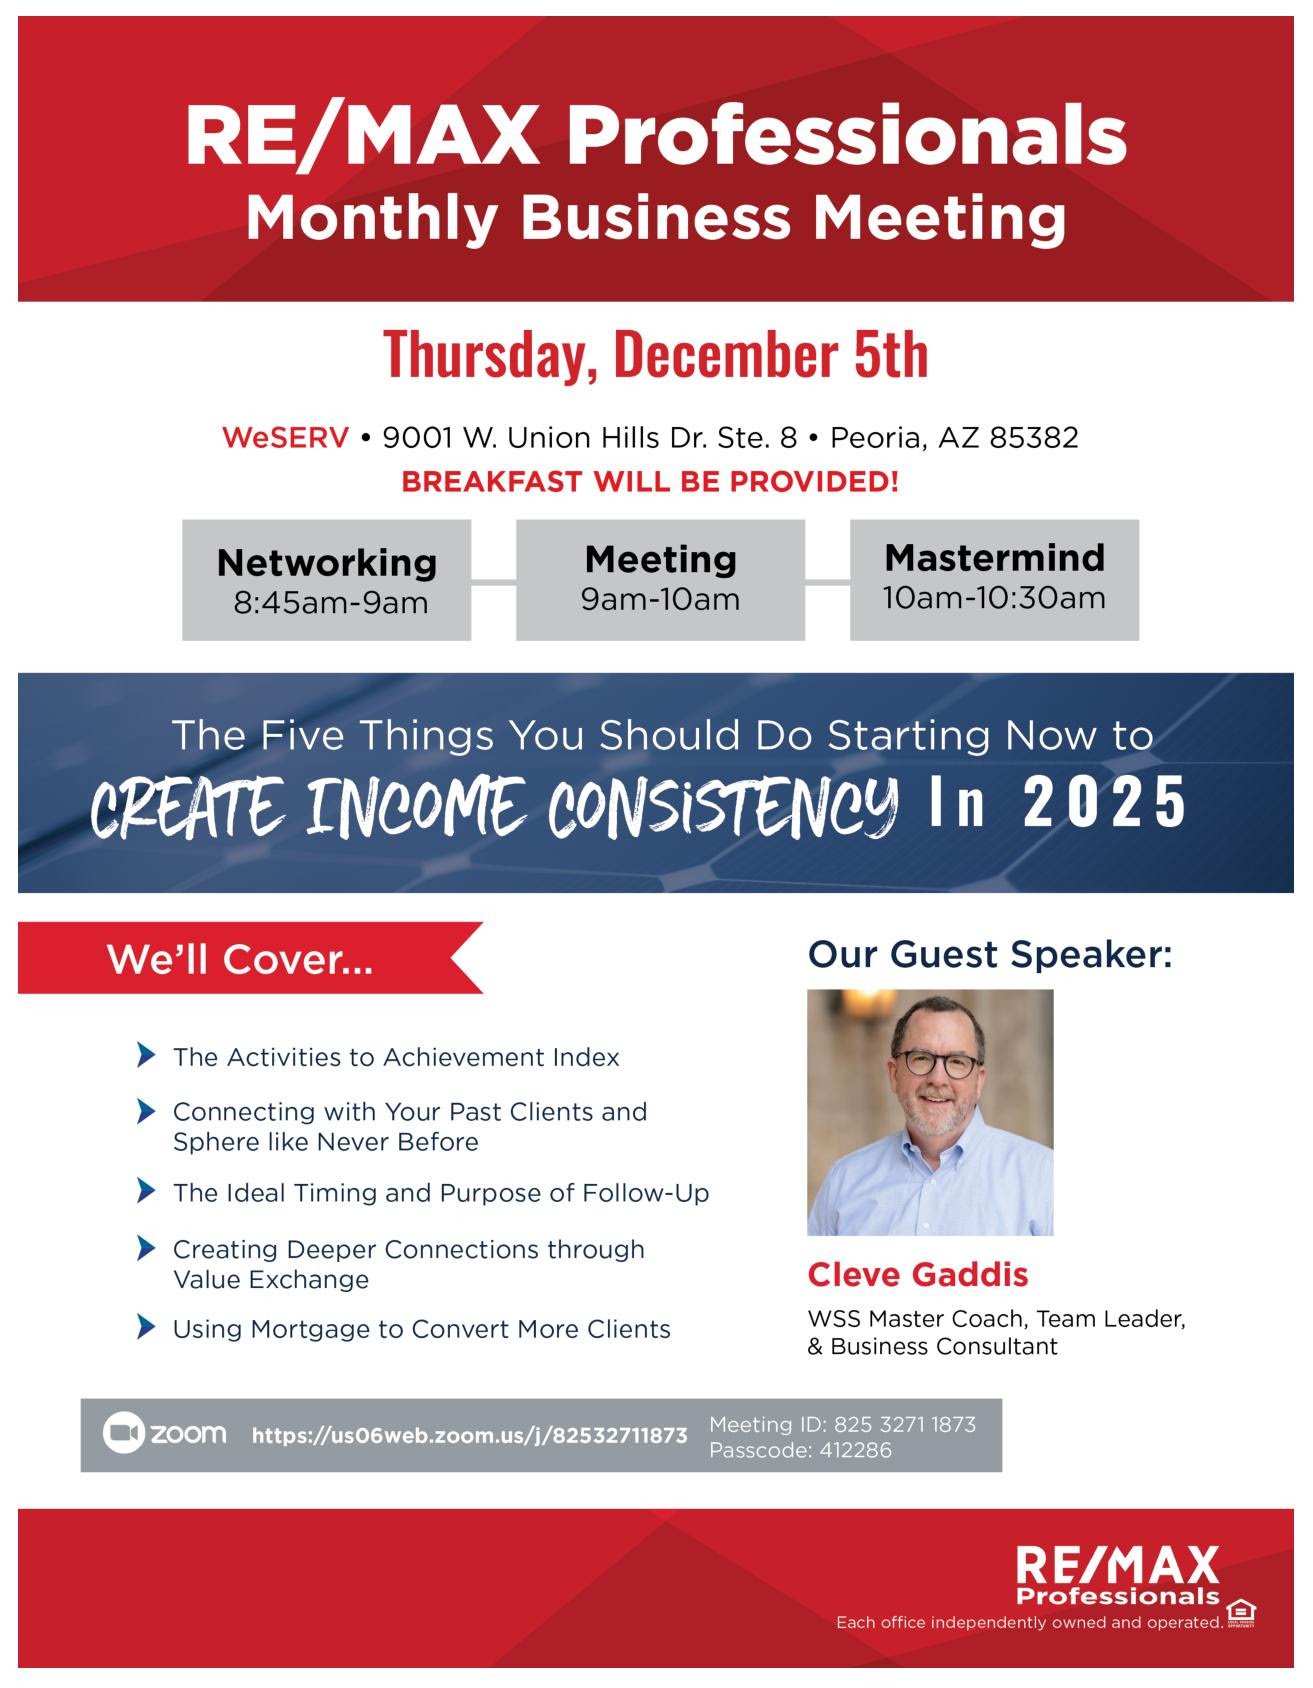 RE/MAX Professionals
Monthly Business Meeting
Thursday, December 5th
WeSERV • 9001 W. Union Hills Dr. Ste. 8 • Peoria, AZ 85382
BREAKFAST WILL BE PROVIDED!
Networking
8:45am-9am
Meeting
9am-10am
Mastermind
10am-10:30am
The Five Things You Should Do Starting Now to
CREATE INCOME CONSiSTENCY In 2025
We'll Cover...
The Activities to Achievement Index
Connecting with Your Past Clients and
Sphere like Never Before
The Ideal Timing and Purpose of Follow-Up
Creating Deeper Connections through
Value Exchange
Using Mortgage to Convert More Clients
Our Guest Speaker:
Cleve Gaddis
WSS Master Coach, Team Leader,
& Business Consultant
zoom
https://us06web.zoom.us/j/82532711873
Meeting ID: 825 3271 1873
Passcode: 412286
RE/MAX
Professionals
Each office independently owned and operated.
EQUAL HOUSING
OPPORTUNITY